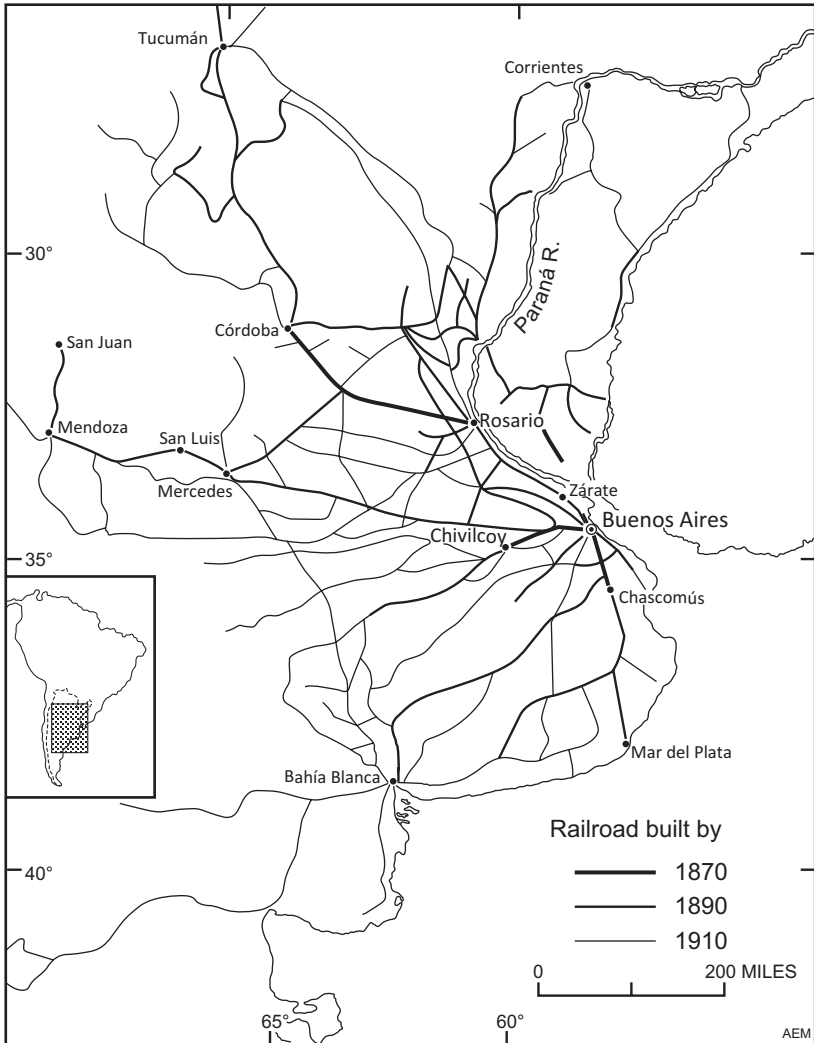 Tucumán
Corrientes
30°
Paraná R.
Córdoba
San Juan
Rosario
Mendoza
San Luis
Mercedes
Zárate
Buenos Aires
Chivilcoy
35°
Chascomús
Mar del Plata
Bahía Blanca
Railroad built by
1870
40°
1890
1910
0 200 MILES
65° 60°
AEM